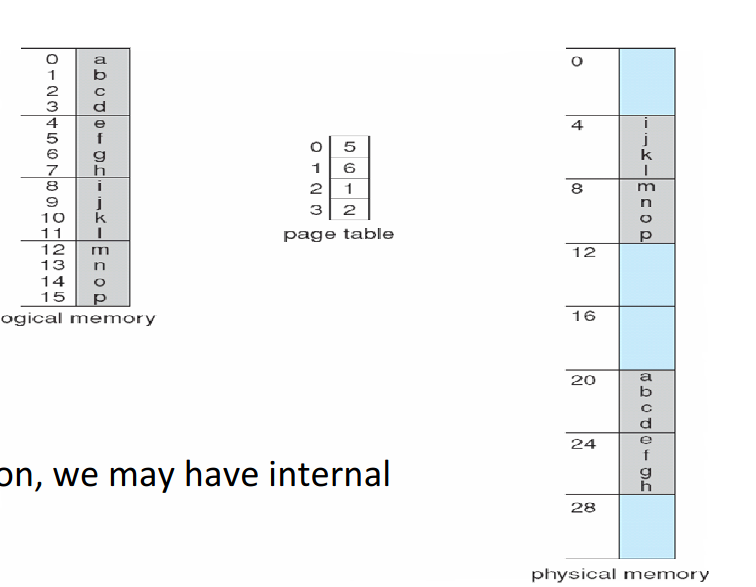 0 a
1 b
2 c
3 d
4 e
5 f
6 g
7 h
8 i
9 j
10 k
11 l
12 m
13 n
14 o
15 p
ogical memory
0 5
1 6
2 1
3 2
page table
0
4 i
j
k
l
8 m
n
o
p
12
16
20 a
b
c
d
24 e
f
g
h
28
physical memory
on, we may have internal